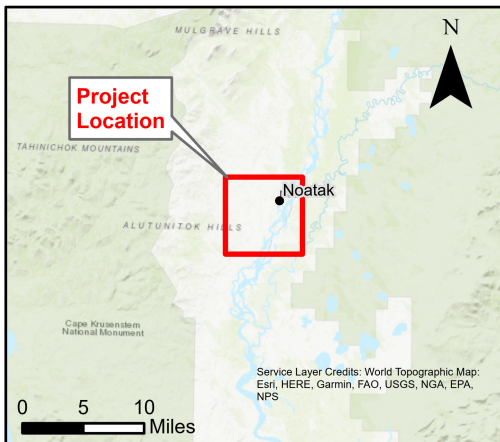 MULGRAVE HILLS
N
Project
Location
TAHINICHOK MOUNTAINS
Noatak
ALUTUNITOK HILLS
Cape Krusenstern
National Monument
Service Layer Credits: World Topographic Map:
Esri, HERE, Garmin, FAO, USGS, NGA, EPA,
NPS
0 5 10
Miles